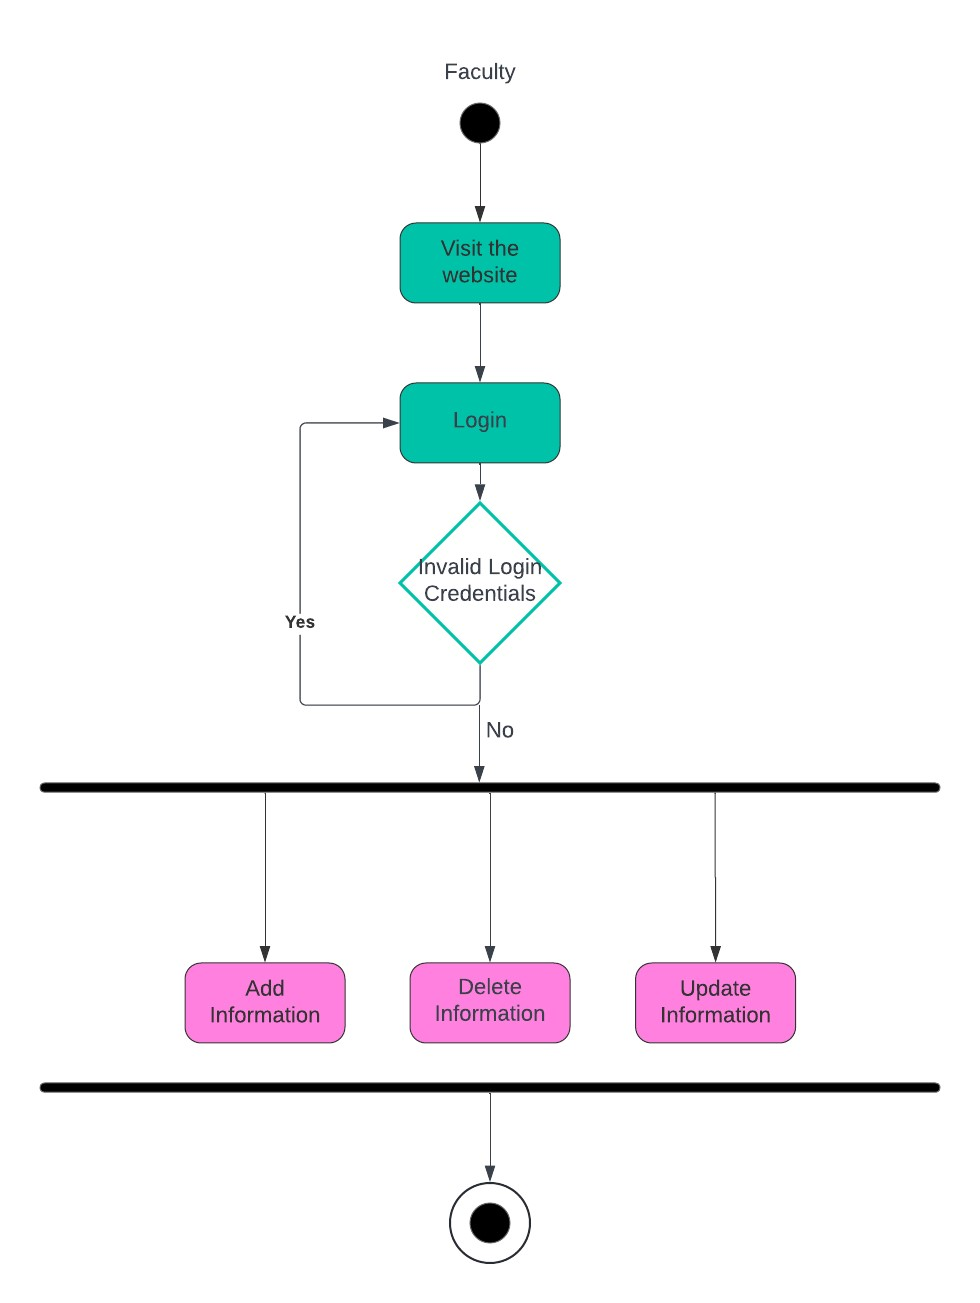 Faculty
Visit the
website
Login
Invalid Login
Credentials
Yes
No
Add
Information
Delete
Information
Update
Information